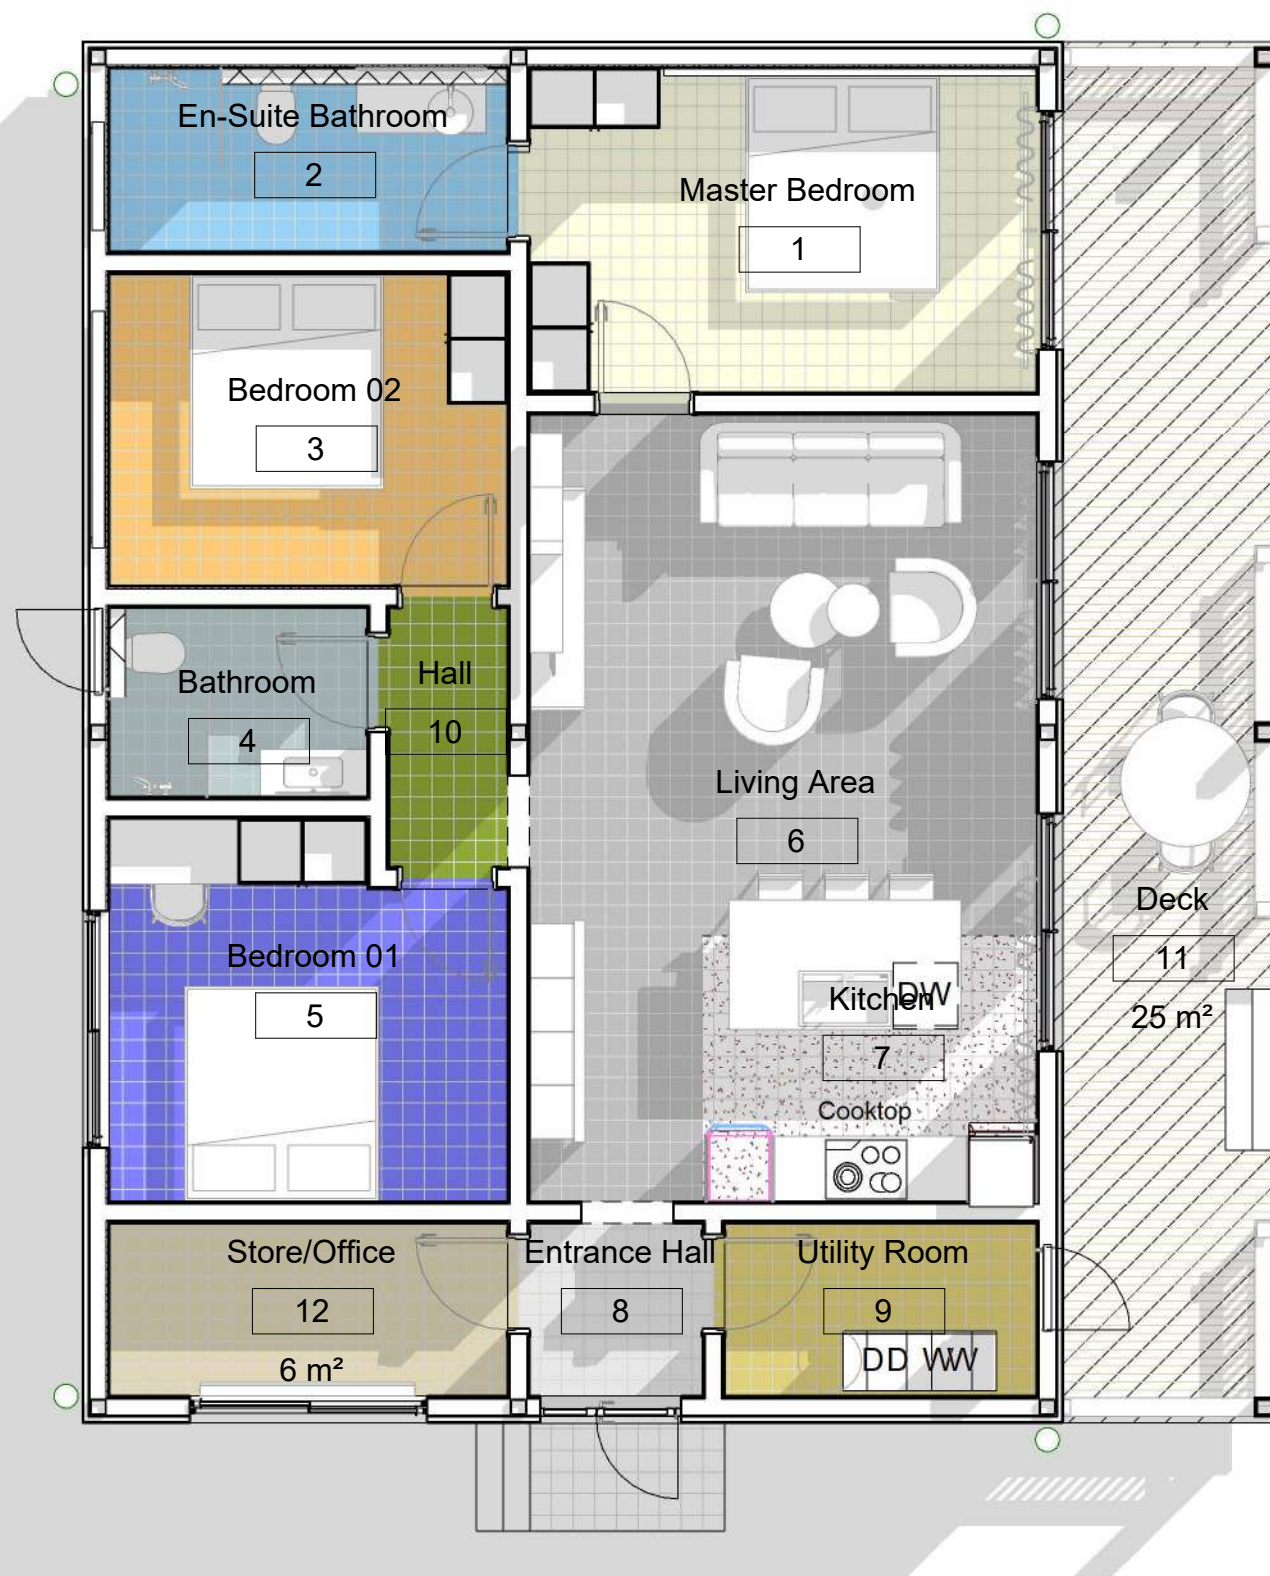 En-Suite Bathroom
2
Master Bedroom
1
Bedroom 02
3
Bathroom
4
Hall
10
Living Area
6
Deck
11
25 m²
Bedroom 01
5
DW
Kitchen
7
Cooktop
Store/Office
12
6 m²
Entrance Hall
8
Utility Room
9
DD WW